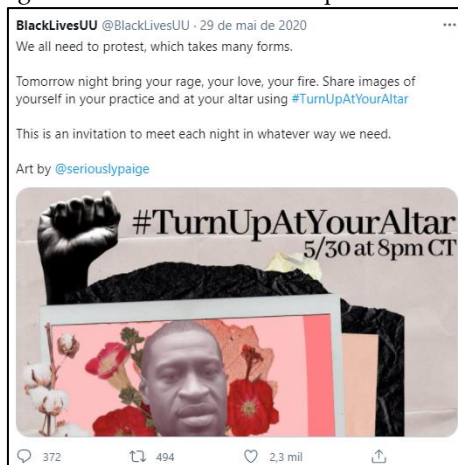 BlackLivesUU @BlackLivesUU · 29 de mai de 2020 ...
We all need to protest, which takes many forms.
Tomorrow night bring your rage, your love, your fire. Share images of
yourself in your practice and at your altar using #TurnUpAtYourAltar
This is an invitation to meet each night in whatever way we need.
Art by @seriouslypaige
#TurnUpAtYourAltar
5/30 at 8pm CT
372 494 2,3 mil